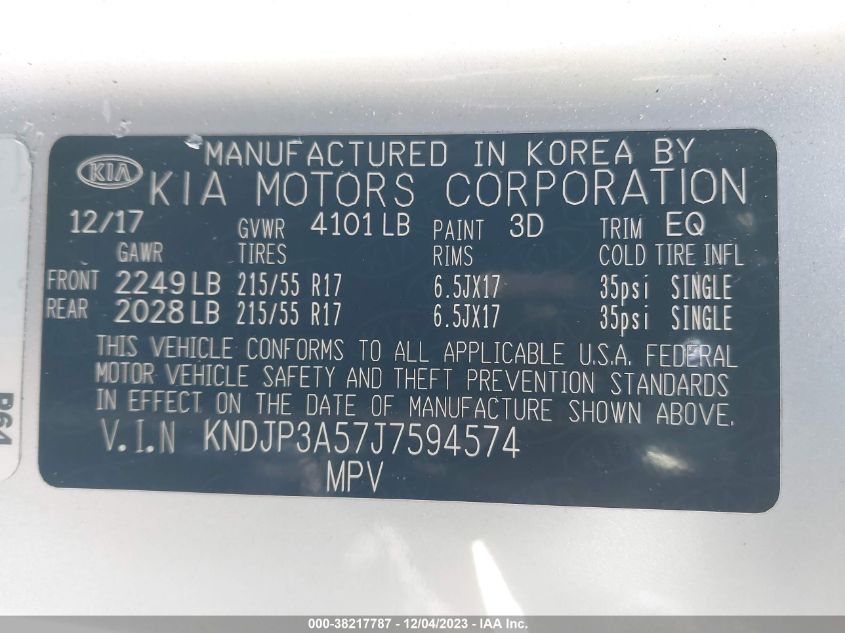 MANUFACTURED IN KOREA BY
KIA KIA MOTORS CORPORATION
12/17 GVWR 4101 LB PAINT 3D TRIM EQ
GAWR TIRES RIMS COLD TIRE INFL
FRONT 2249 LB 215/55 R17 6.5JX17 35psi SINGLE
REAR 2028 LB 215/55 R17 6.5JX17 35psi SINGLE
THIS VEHICLE CONFORMS TO ALL APPLICABLE U.S.A. FEDERAL
MOTOR VEHICLE SAFETY AND THEFT PREVENTION STANDARDS
IN EFFECT ON THE DATE OF MANUFACTURE SHOWN ABOVE.
V.I.N KNDJP3A57J7594574
MPV
P64
000-38217787 - 12/04/2023 - IAA Inc.